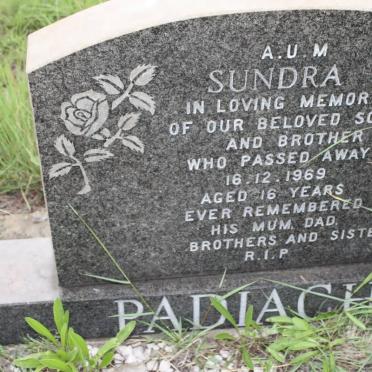 A.U M
SUNDRA
IN LOVING MEMOR
OF OUR BELOVED SO
AND BROTHER
WHO PASSED AWAY
16.12.1969
AGED 16 YEARS
EVER REMEMBERED
HIS MUM, DAD,
BROTHERS AND SISTE
R.I.P
PADIACH